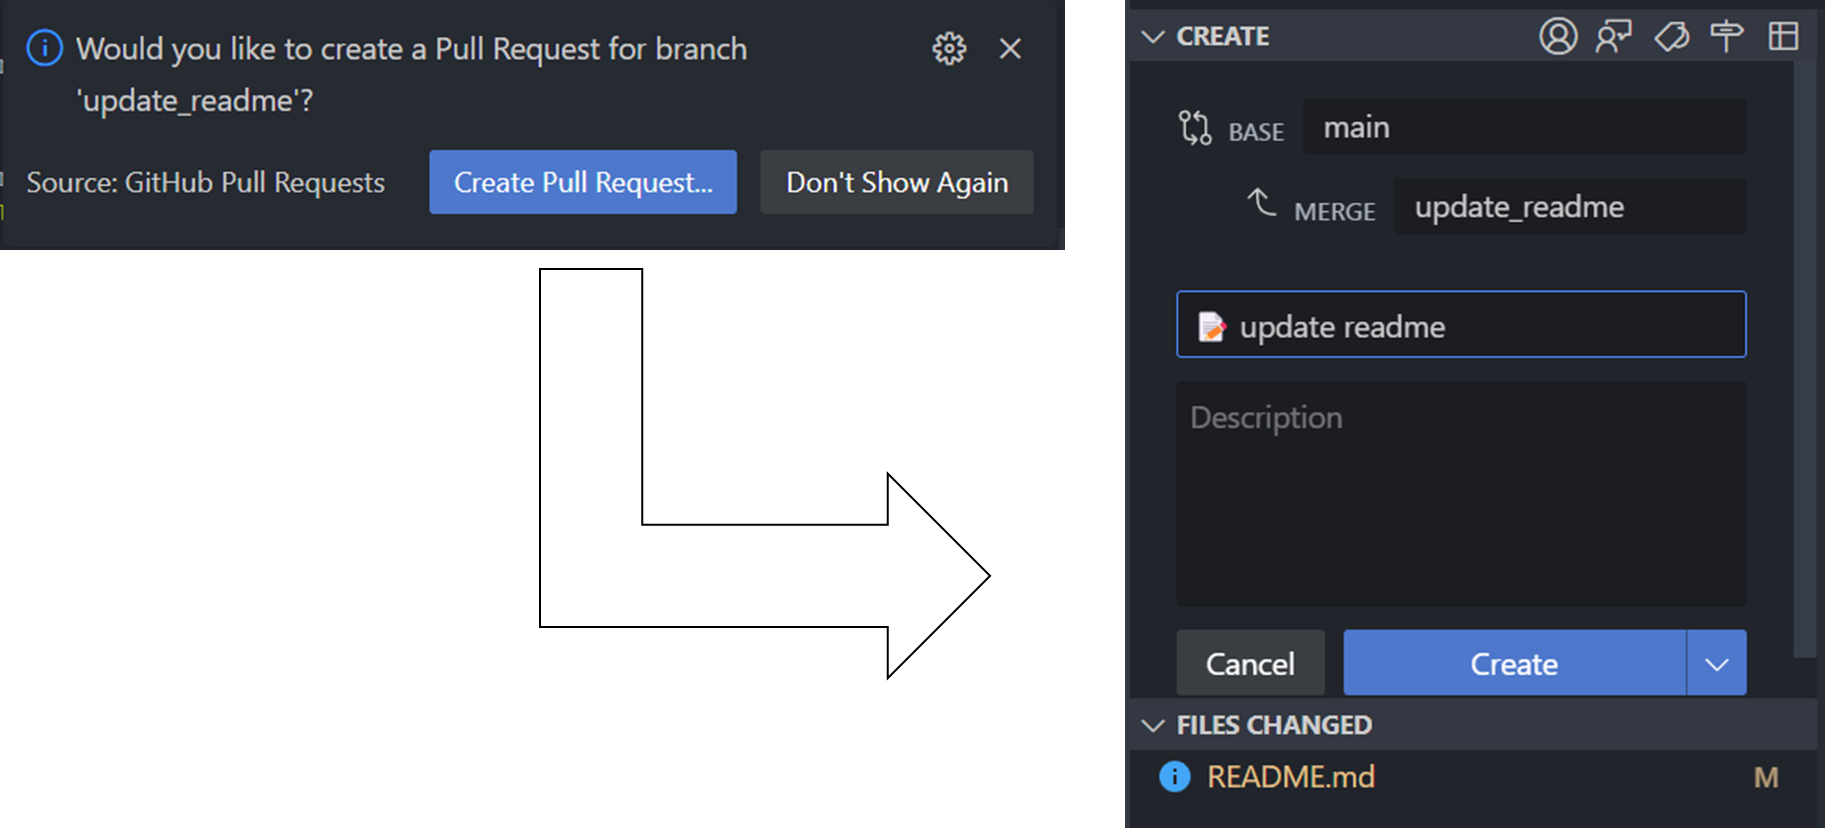 Would you like to create a Pull Request for branch
'update_readme'?
Source: GitHub Pull Requests
Create Pull Request...
Don't Show Again
CREATE
BASE
main
MERGE
update_readme
📝 update readme
Description
Cancel
Create
FILES CHANGED
README.md
M